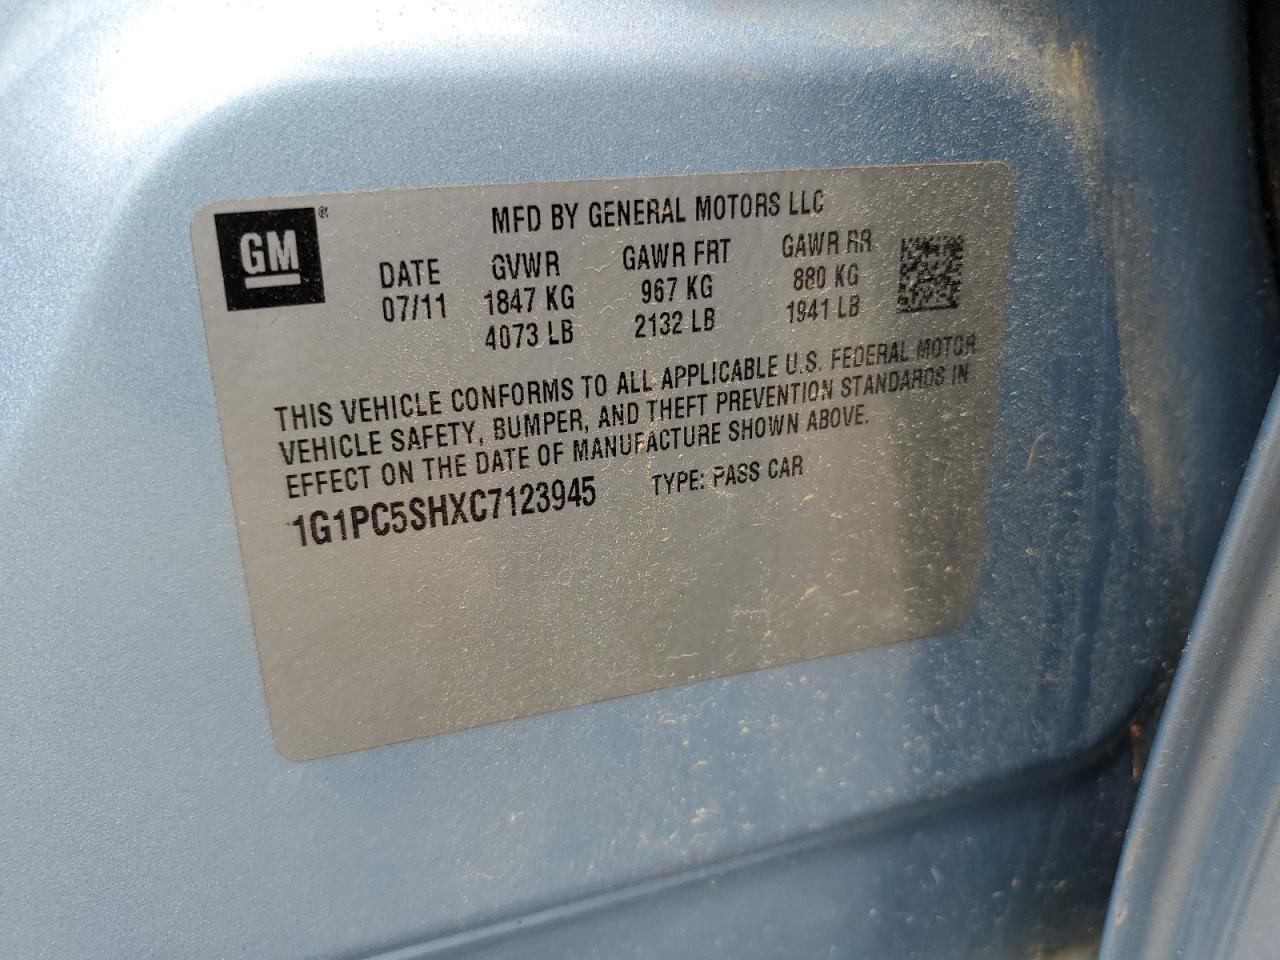 GM ®
MFD BY GENERAL MOTORS LLC
DATE GVWR GAWR FRT GAWR RR
07/11 1847 KG 967 KG 880 KG
4073 LB 2132 LB 1941 LB
THIS VEHICLE CONFORMS TO ALL APPLICABLE U.S. FEDERAL MOTOR
VEHICLE SAFETY, BUMPER, AND THEFT PREVENTION STANDARDS IN
EFFECT ON THE DATE OF MANUFACTURE SHOWN ABOVE.
1G1PC5SHXC7123945 TYPE: PASS CAR